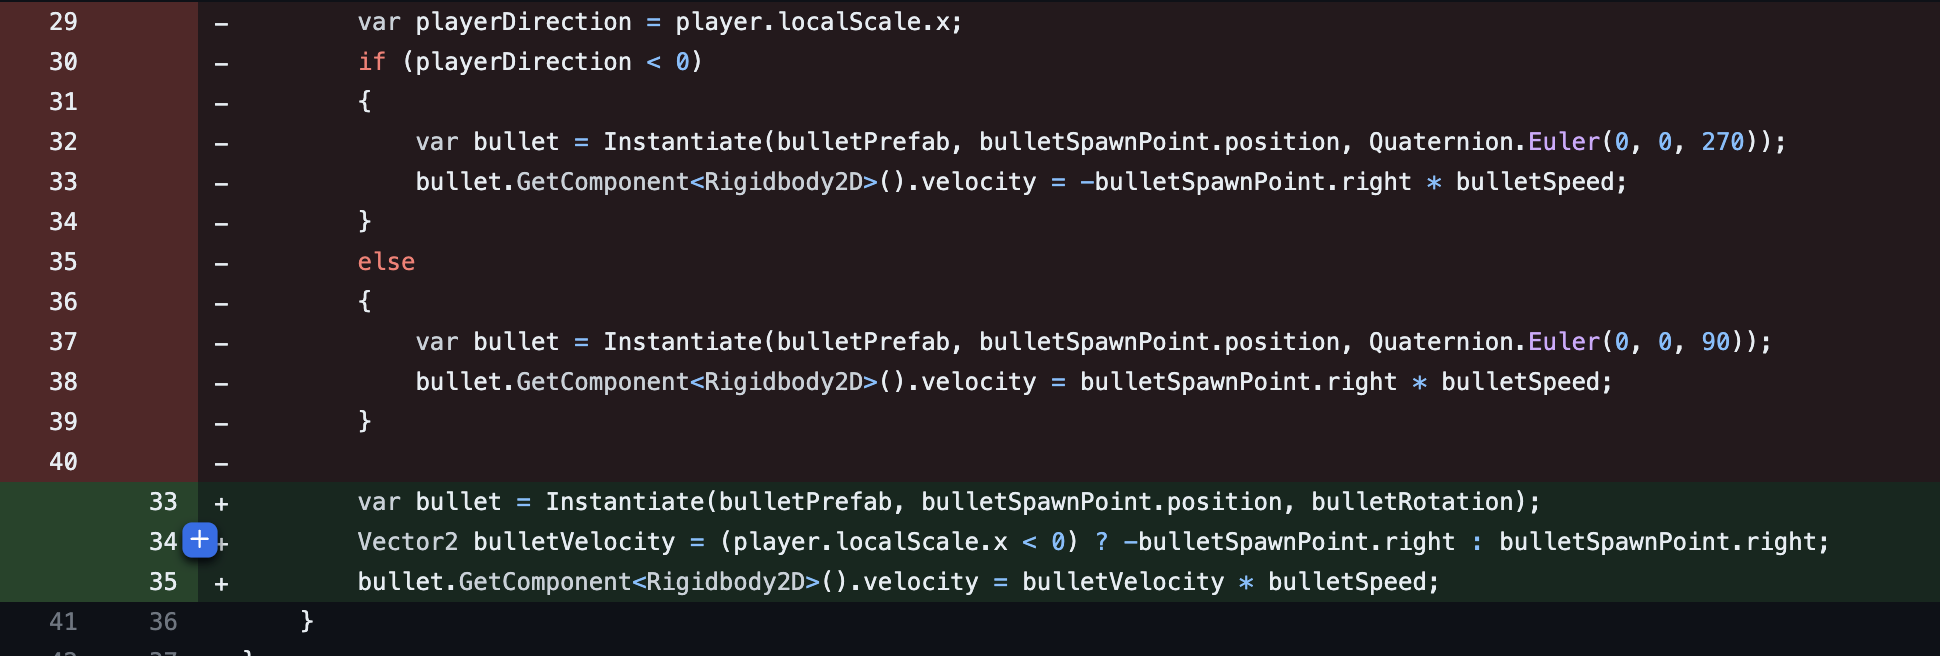 29 - var playerDirection = player.localScale.x;
30 - if (playerDirection < 0)
31 - {
32 - var bullet = Instantiate(bulletPrefab, bulletSpawnPoint.position, Quaternion.Euler(0, 0, 270));
33 - bullet.GetComponent<Rigidbody2D>().velocity = -bulletSpawnPoint.right * bulletSpeed;
34 - }
35 - else
36 - {
37 - var bullet = Instantiate(bulletPrefab, bulletSpawnPoint.position, Quaternion.Euler(0, 0, 90));
38 - bullet.GetComponent<Rigidbody2D>().velocity = bulletSpawnPoint.right * bulletSpeed;
39 - }
40 -
33 + var bullet = Instantiate(bulletPrefab, bulletSpawnPoint.position, bulletRotation);
34 + Vector2 bulletVelocity = (player.localScale.x < 0) ? -bulletSpawnPoint.right : bulletSpawnPoint.right;
35 + bullet.GetComponent<Rigidbody2D>().velocity = bulletVelocity * bulletSpeed;
41 36 }